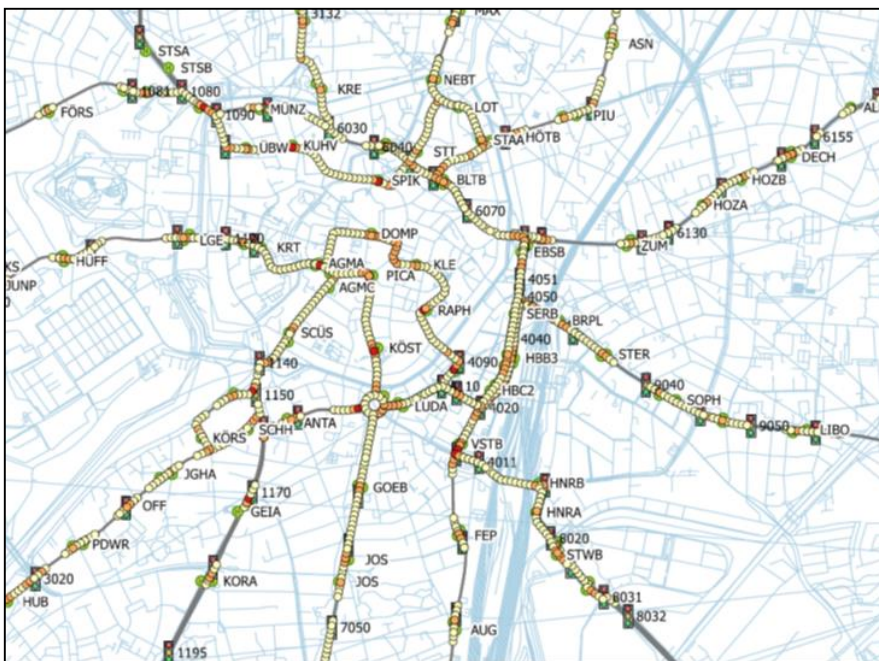 MAX
3132
ASN
STSA
STSB
KRE
NEBT
LOT
PIU
1081
1080
1090
MÜNZ
FÖRS
6030
HÖTB
STAA
6155
6040
ÜBW
KUHV
STT
DECH
SPIK
BLTB
HOZB
HOZA
6070
DOMP
6130
LGE
KRT
EBSB
ZUM
HÜFF
AGMA
PICA
KLE
KS
JUNP
AGMC
4051
4050
RAPH
SERB
BRPL
SCÜS
4040
KÖST
HBB3
STER
1140
4090
10
HBC2
9040
1150
LUDA
4020
SOPH
SCHH
ANTA
9050
LIBO
KÖRS
VSTB
4011
JGHA
GOEB
HNRB
1170
OFF
GEIA
HNRA
FEP
8020
PDWR
STWB
JOS
3020
KORA
JOS
8031
HUB
8032
7050
AUG
1195